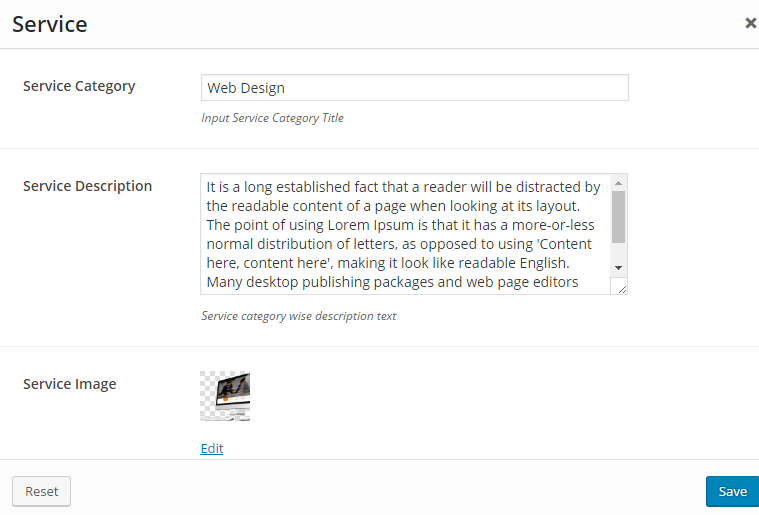 Service
Service Category
Web Design
Input Service Category Title
Service Description
It is a long established fact that a reader will be distracted by
the readable content of a page when looking at its layout.
The point of using Lorem Ipsum is that it has a more-or-less
normal distribution of letters, as opposed to using 'Content
here, content here', making it look like readable English.
Many desktop publishing packages and web page editors
Service category wise description text
Service Image
Edit
Reset
Save